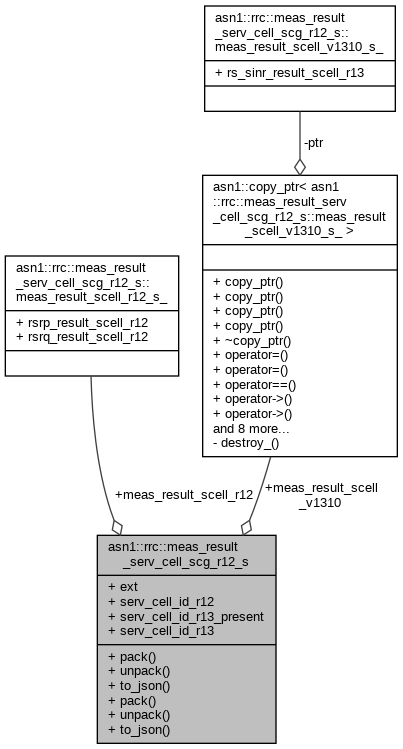 asn1::rrc::meas_result
_serv_cell_scg_r12_s::
meas_result_scell_v1310_s_
+ rs_sinr_result_scell_r13
-ptr
asn1::copy_ptr< asn1
::rrc::meas_result_serv
_cell_scg_r12_s::meas_result
_scell_v1310_s_ >
+ copy_ptr()
+ copy_ptr()
+ copy_ptr()
+ copy_ptr()
+ ~copy_ptr()
+ operator=()
+ operator=()
+ operator==()
+ operator->()
+ operator->()
and 8 more...
- destroy_()
asn1::rrc::meas_result
_serv_cell_scg_r12_s::
meas_result_scell_r12_s_
+ rsrp_result_scell_r12
+ rsrq_result_scell_r12
+meas_result_scell_r12
+meas_result_scell
_v1310
asn1::rrc::meas_result
_serv_cell_scg_r12_s
+ ext
+ serv_cell_id_r12
+ serv_cell_id_r13_present
+ serv_cell_id_r13
+ pack()
+ unpack()
+ to_json()
+ pack()
+ unpack()
+ to_json()